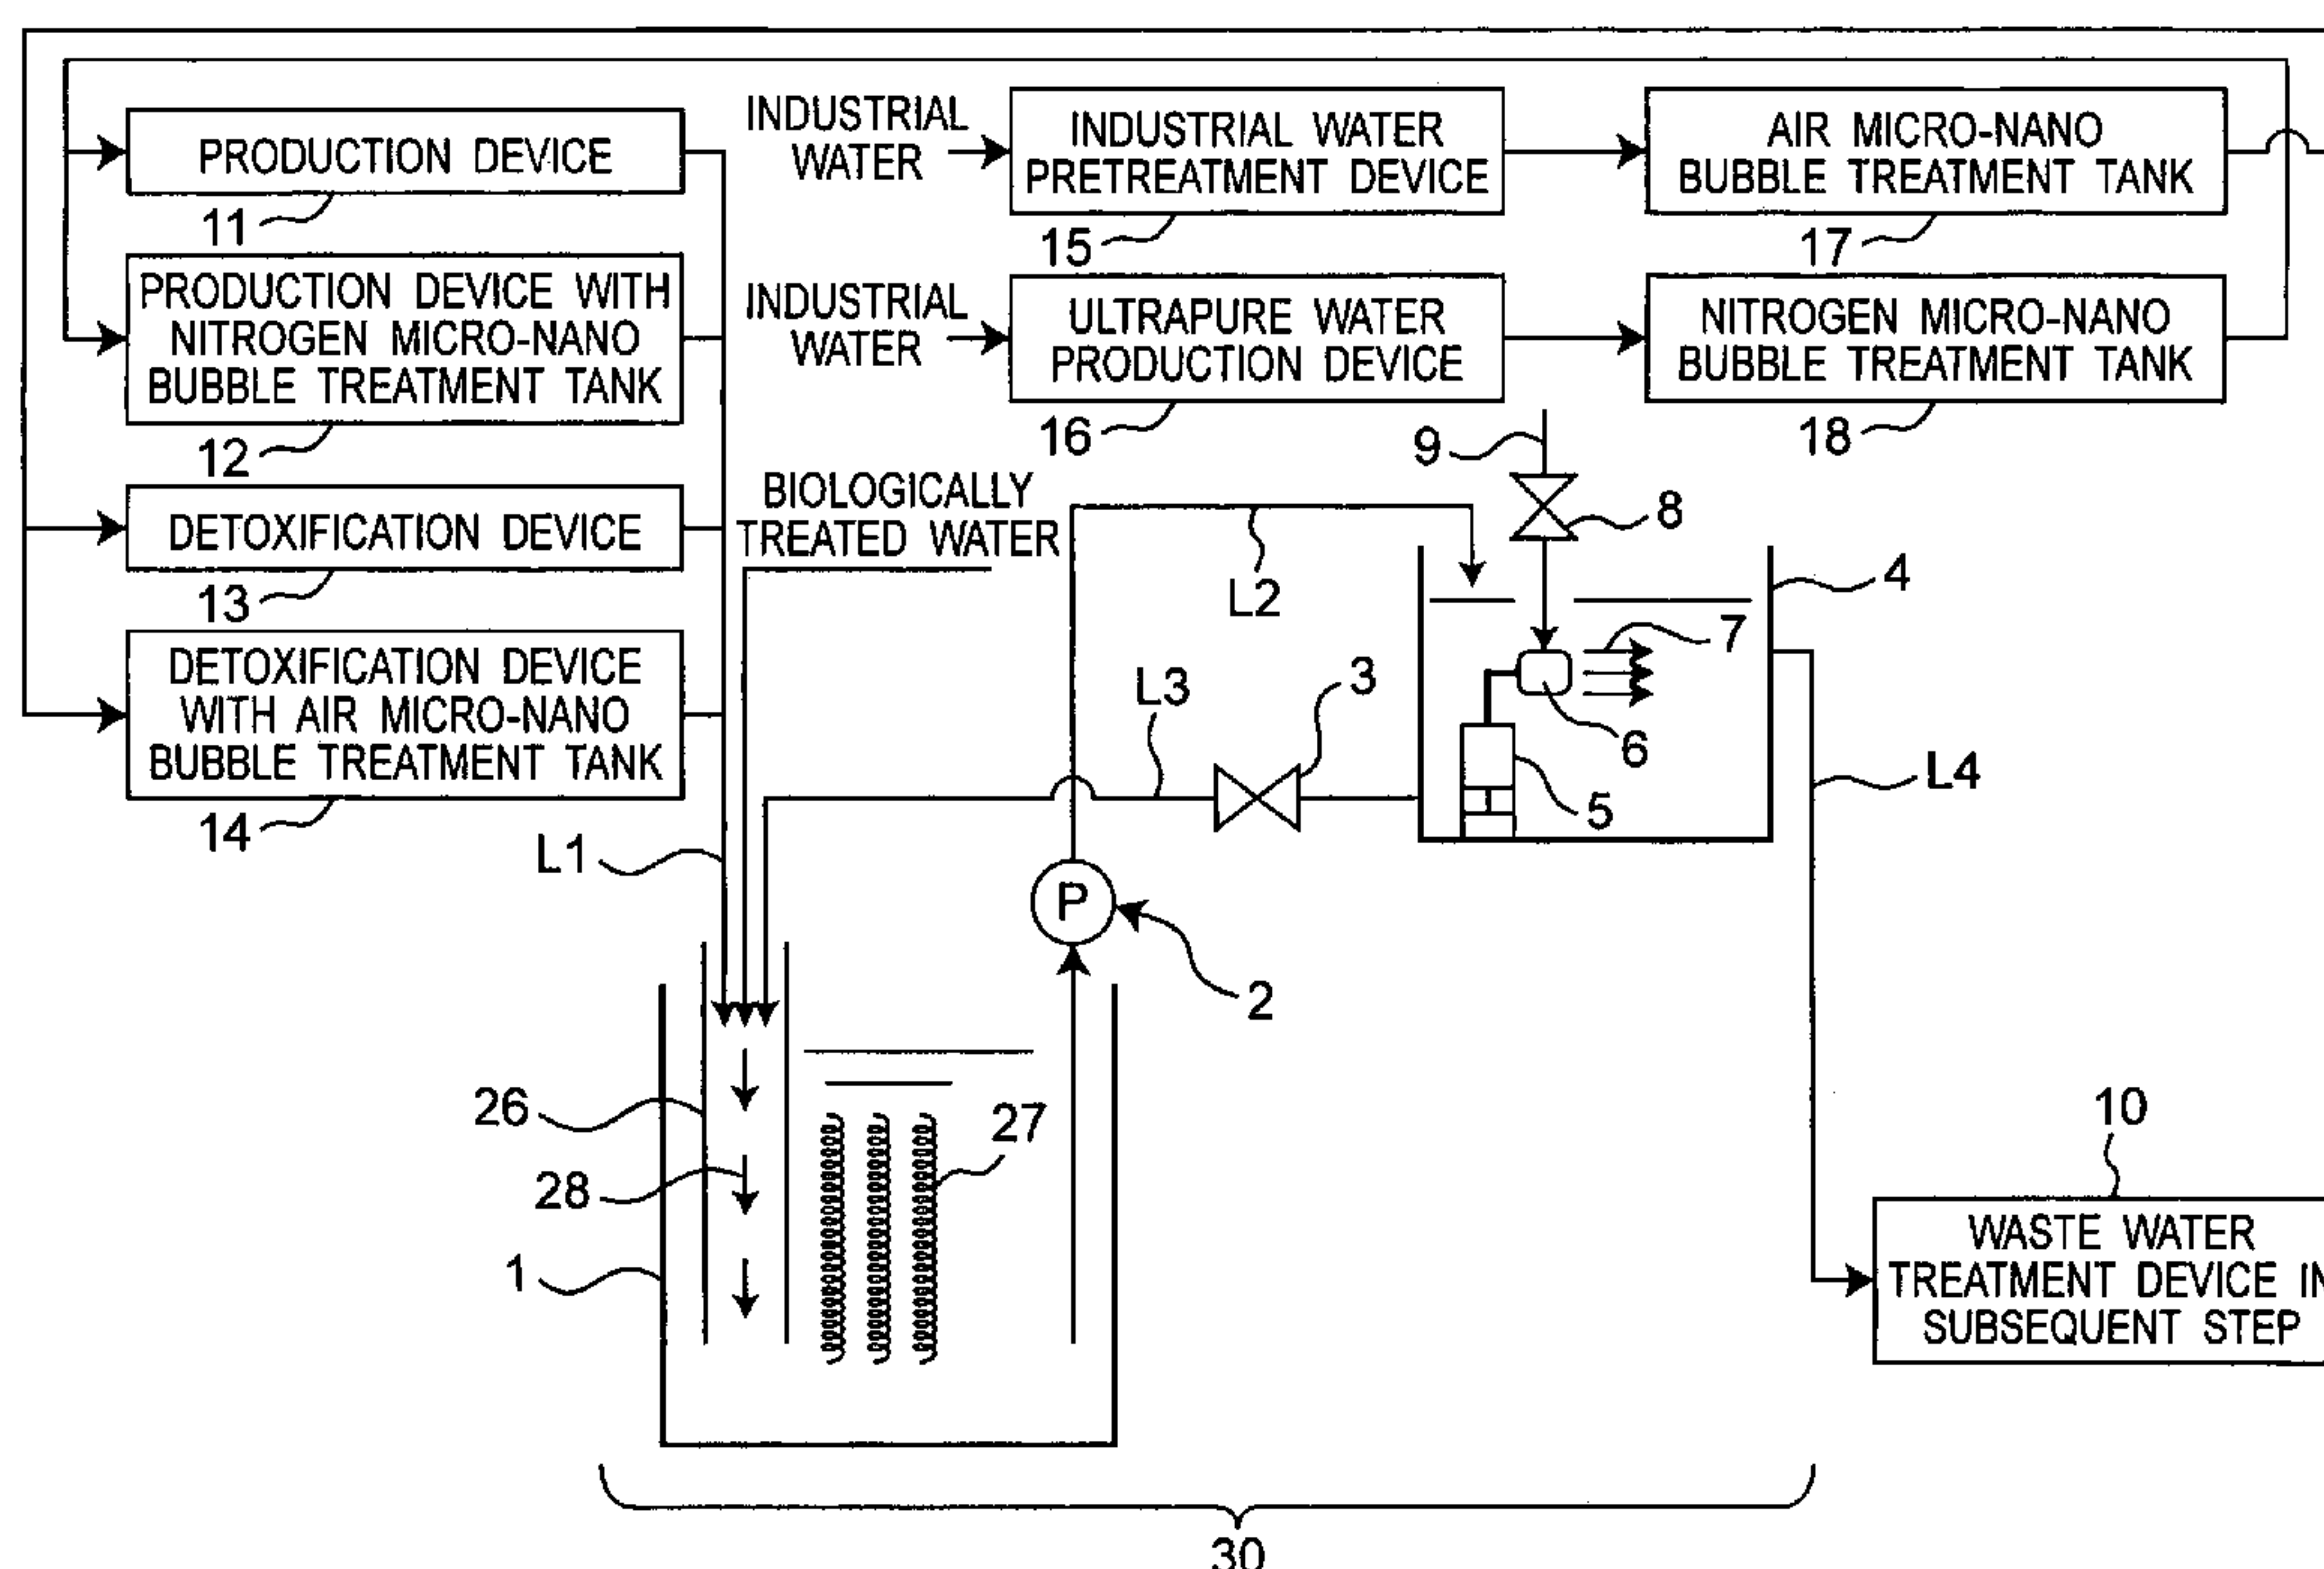 PRODUCTION DEVICE
11
PRODUCTION DEVICE WITH
NITROGEN MICRO-NANO
BUBBLE TREATMENT TANK
12
DETOXIFICATION DEVICE
13
DETOXIFICATION DEVICE
WITH AIR MICRO-NANO
BUBBLE TREATMENT TANK
14
INDUSTRIAL
WATER
INDUSTRIAL WATER
PRETREATMENT DEVICE
15
AIR MICRO-NANO
BUBBLE TREATMENT TANK
17
INDUSTRIAL
WATER
ULTRAPURE WATER
PRODUCTION DEVICE
16
NITROGEN MICRO-NANO
BUBBLE TREATMENT TANK
18
BIOLOGICALLY
TREATED WATER
9
8
L2
4
7
L3
3
6
5
L4
L1
P
2
26
27
28
1
10
WASTE WATER
TREATMENT DEVICE IN
SUBSEQUENT STEP
30